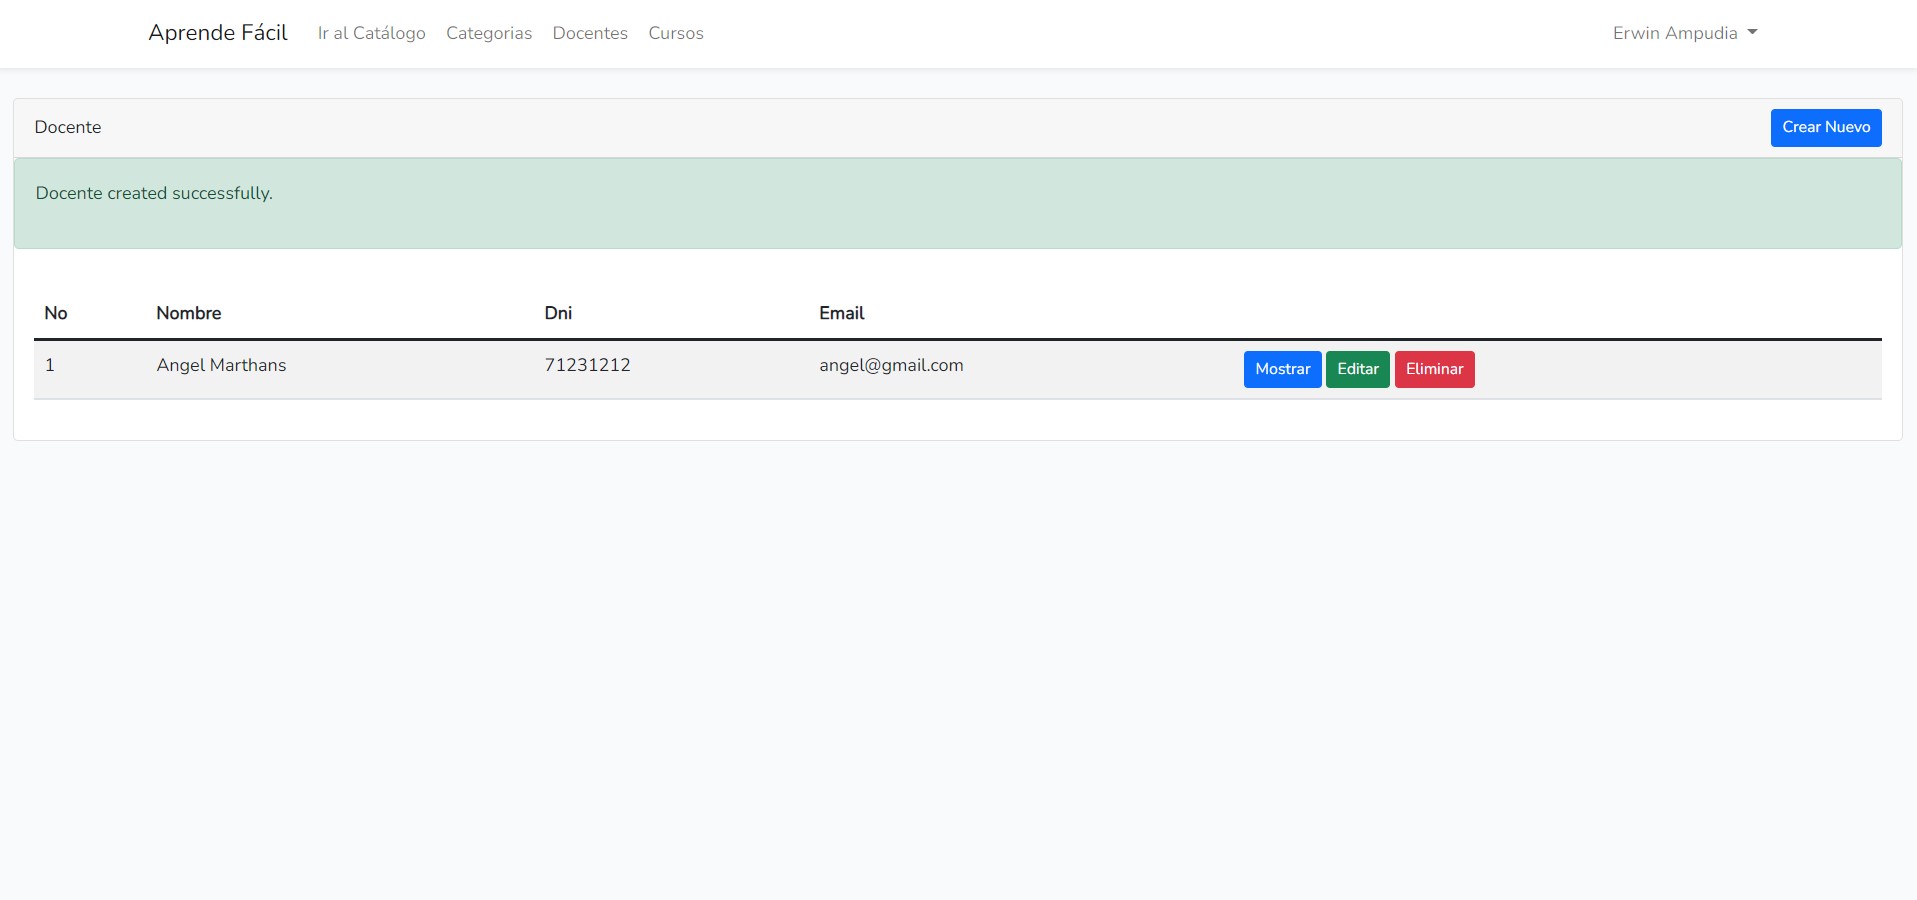 Aprende Fácil Ir al Catálogo Categorias Docentes Cursos Erwin Ampudia
Docente Crear Nuevo
Docente created successfully.
No Nombre Dni Email
1 Angel Marthans 71231212 angel@gmail.com Mostrar Editar Eliminar